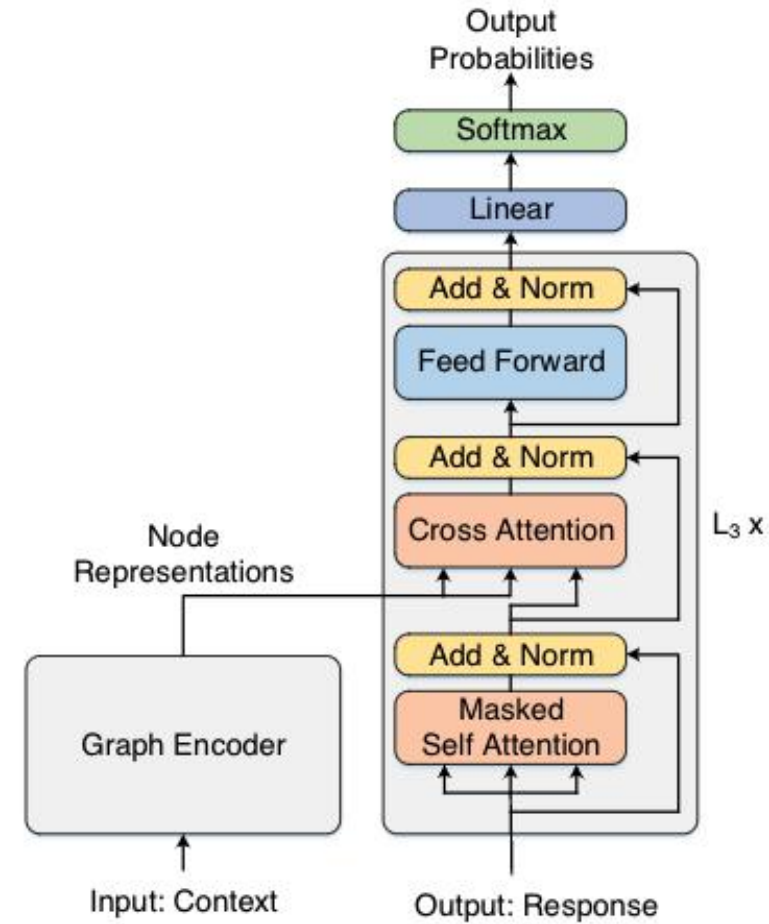 Output
Probabilities
Softmax
Linear
Add & Norm
Feed Forward
Add & Norm
Cross Attention
L₃ x
Node
Representations
Add & Norm
Masked
Self Attention
Graph Encoder
Input: Context
Output: Response